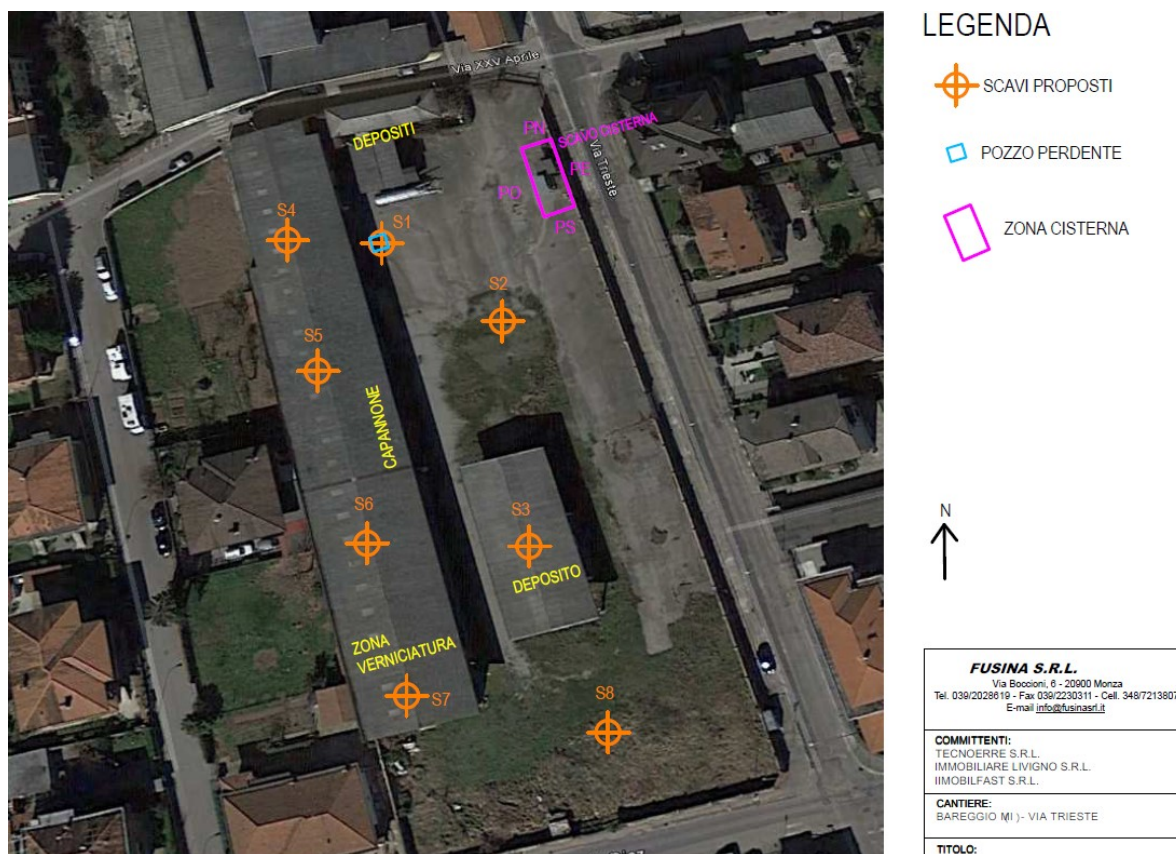 LEGENDA
SCAVI PROPOSTI
POZZO PERDENTE
ZONA CISTERNA
Via XXV Aprile
DEPOSITI
PN
SCAVO CISTERNA
PE
PO
PS
Via Trieste
S4
S1
S2
S5
CAPANNONE
S6
S3
DEPOSITO
ZONA
VERNICIATURA
S7
S8
N
FUSINA S.R.L.
Via Boccioni, 6 - 20900 Monza
Tel. 039/2028619 - Fax 039/2230311 - Cell. 348/7213807
E-mail info@fusinasrl.it
COMMITTENTI:
TECNOERRE S.R.L.
IMMOBILIARE LIVIGNO S.R.L.
IIMOBILFAST S.R.L.
CANTIERE:
BAREGGIO (MI) - VIA TRIESTE
TITOLO: